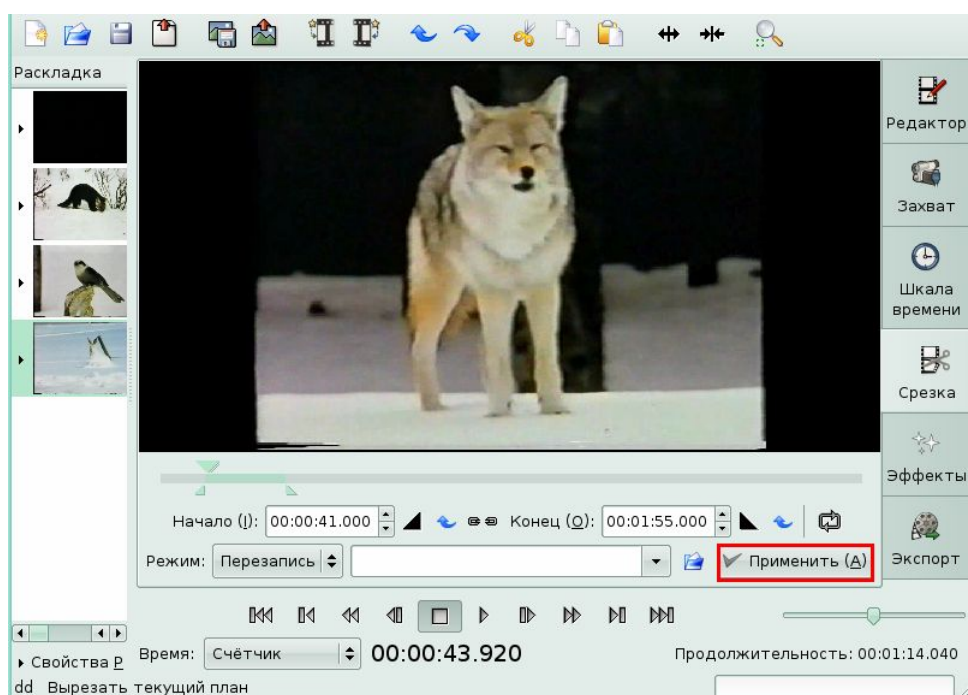 Раскладка
Редактор
Захват
Шкала
времени
Срезка
Эффекты
Экспорт
Начало (I): 00:00:41.000 Конец (O): 00:01:55.000
Режим: Перезапись Применить (A)
Время: Счётчик 00:00:43.920 Продолжительность: 00:01:14.040
Свойства P
dd Вырезать текущий план